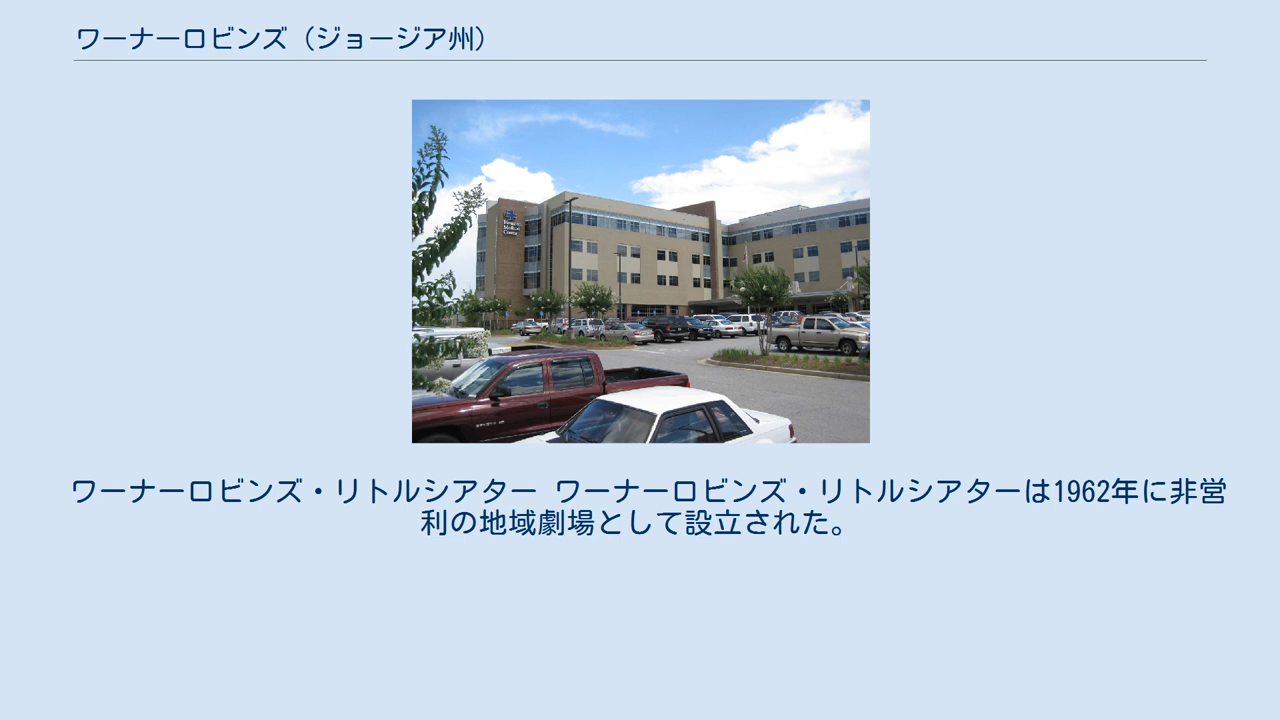 ワーナーロビンズ（ジョージア州）
ワーナーロビンズ・リトルシアター ワーナーロビンズ・リトルシアターは1962年に非営
利の地域劇場として設立された。